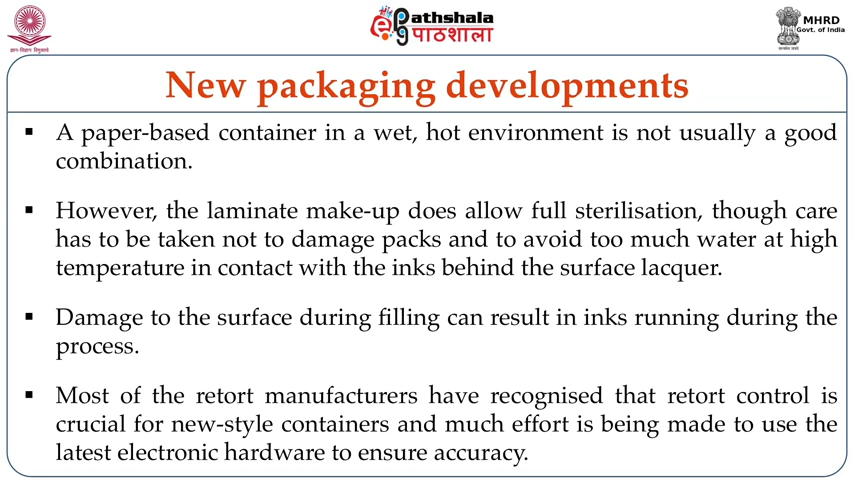 Pathshala
पाठशाला
MHRD
Govt. of India
ज्ञान-विज्ञान विमुक्तये
New packaging developments
▪ A paper-based container in a wet, hot environment is not usually a good
combination.
▪ However, the laminate make-up does allow full sterilisation, though care
has to be taken not to damage packs and to avoid too much water at high
temperature in contact with the inks behind the surface lacquer.
▪ Damage to the surface during filling can result in inks running during the
process.
▪ Most of the retort manufacturers have recognised that retort control is
crucial for new-style containers and much effort is being made to use the
latest electronic hardware to ensure accuracy.